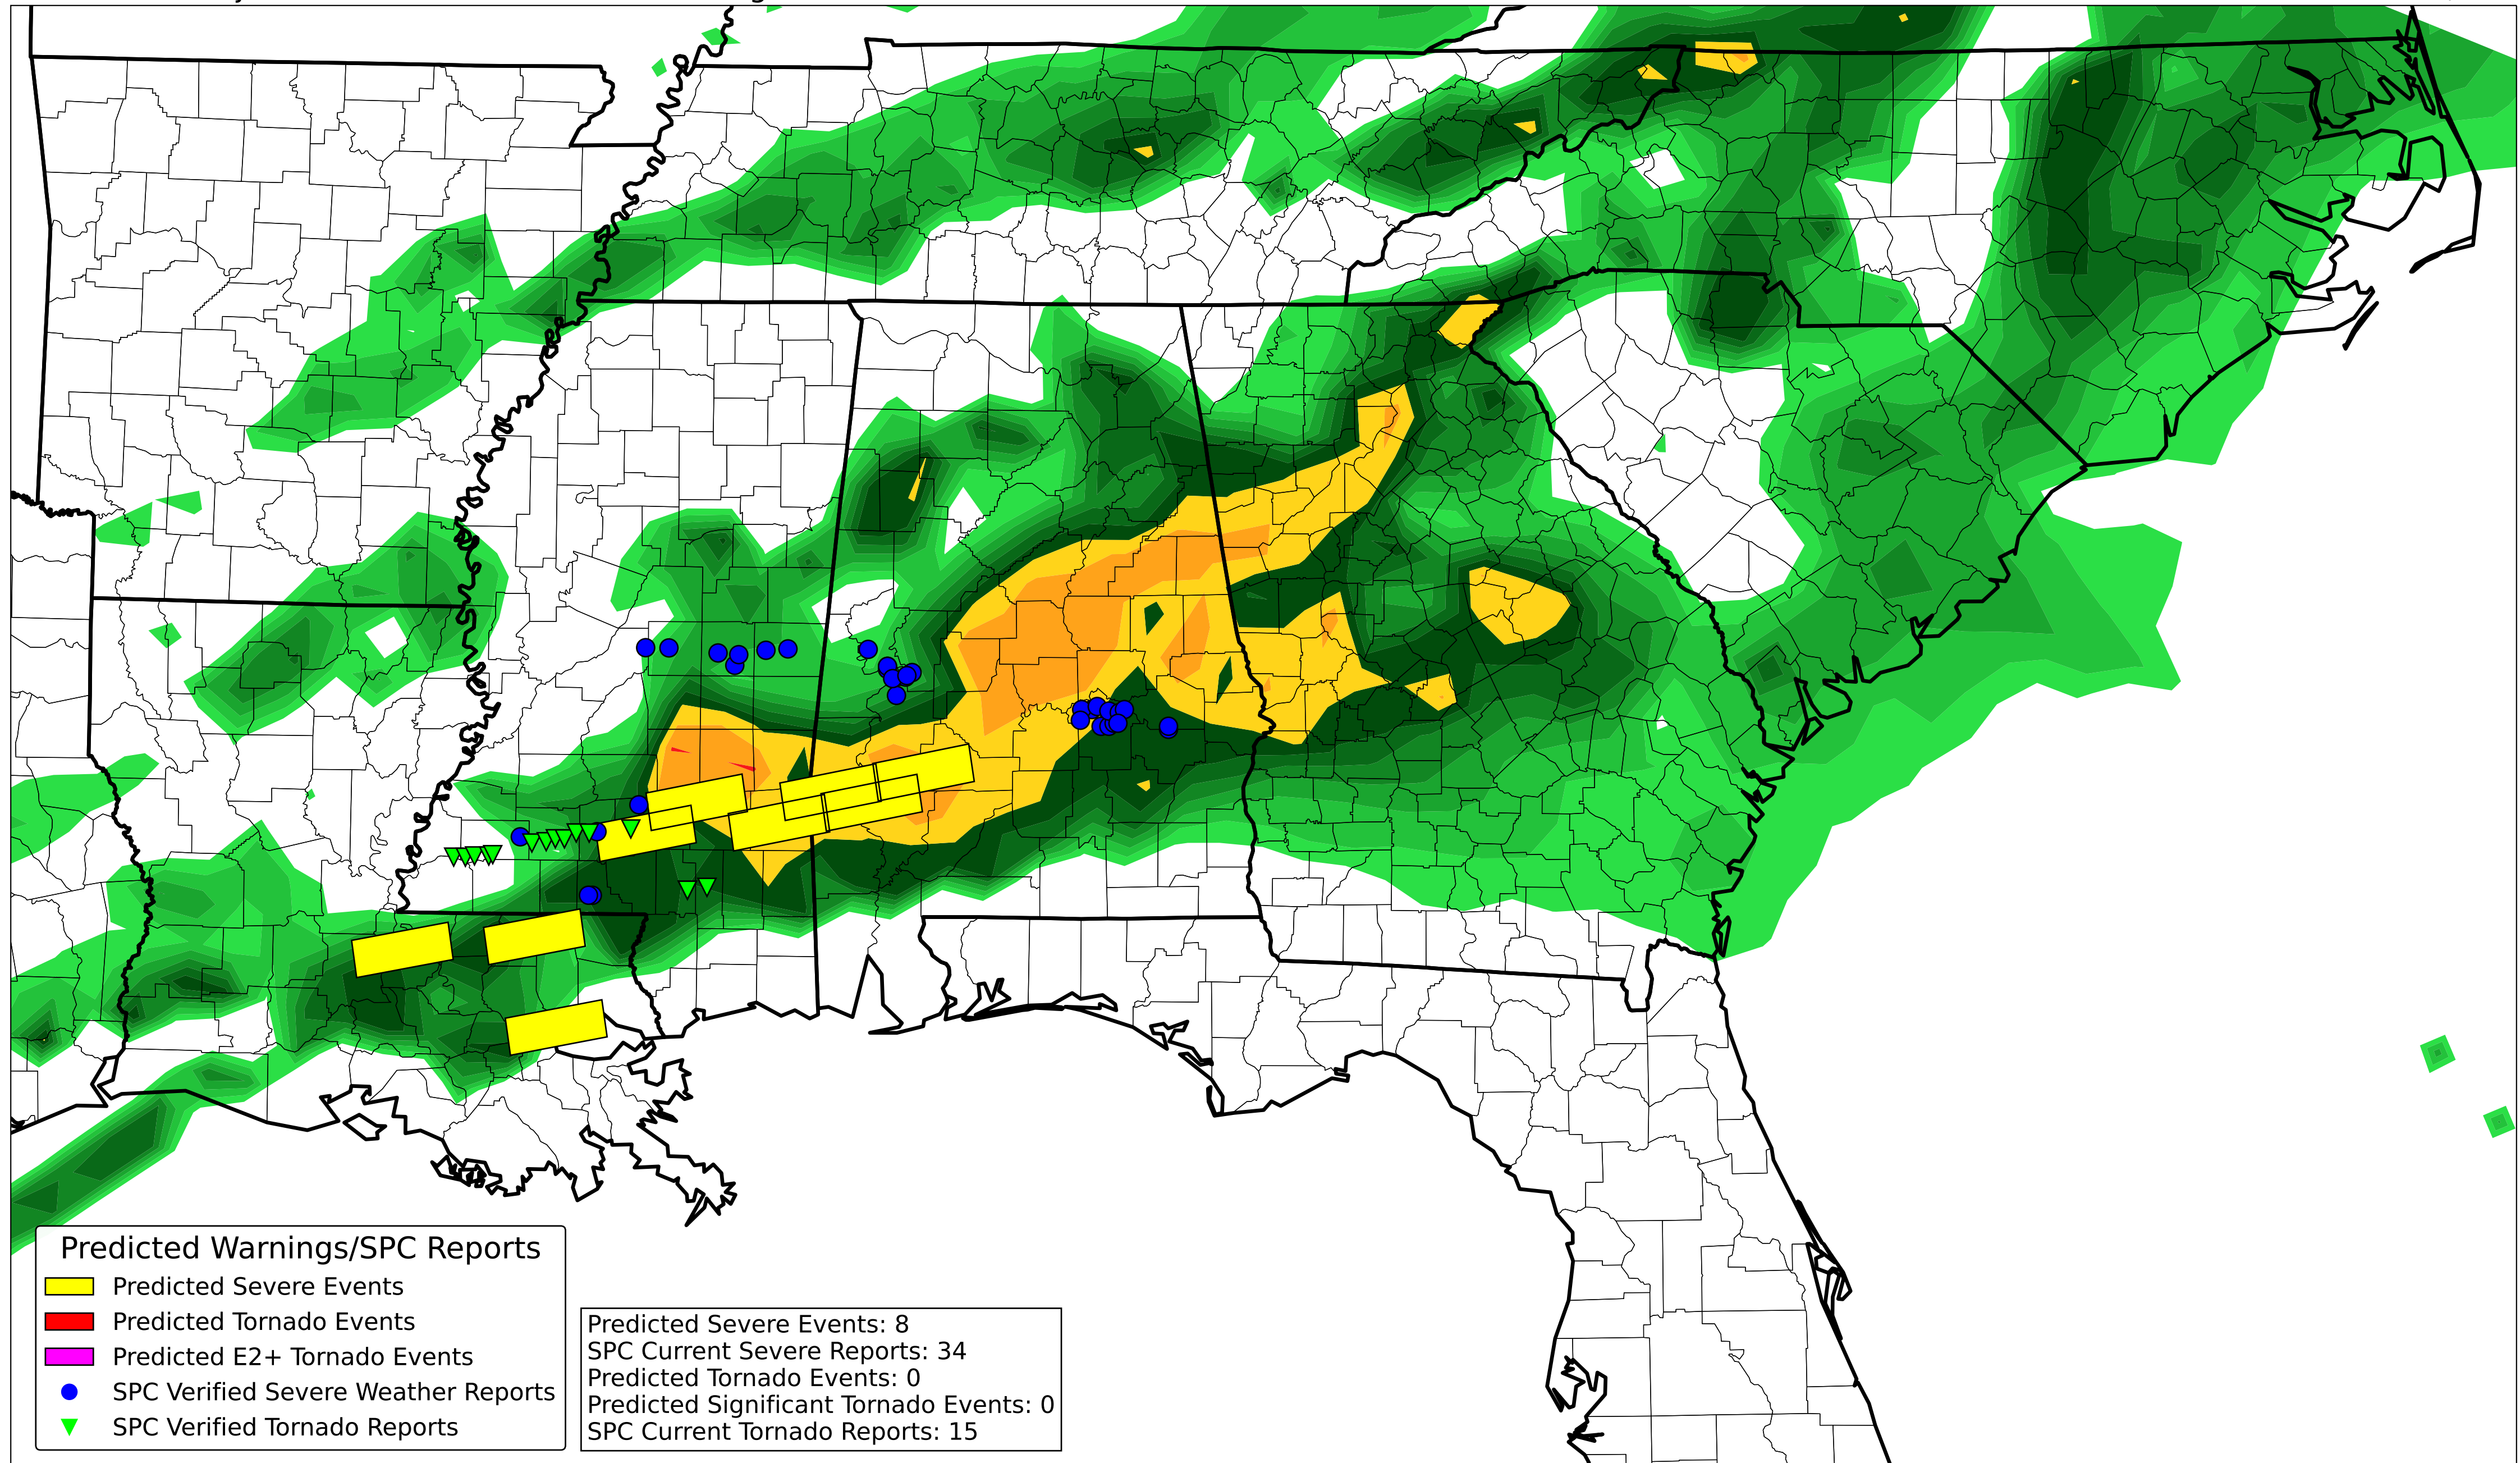 Predicted Warnings/SPC Reports
Predicted Severe Events
Predicted Tornado Events
Predicted E2+ Tornado Events
SPC Verified Severe Weather Reports
SPC Verified Tornado Reports
Predicted Severe Events: 8
SPC Current Severe Reports: 34
Predicted Tornado Events: 0
Predicted Significant Tornado Events: 0
SPC Current Tornado Reports: 15